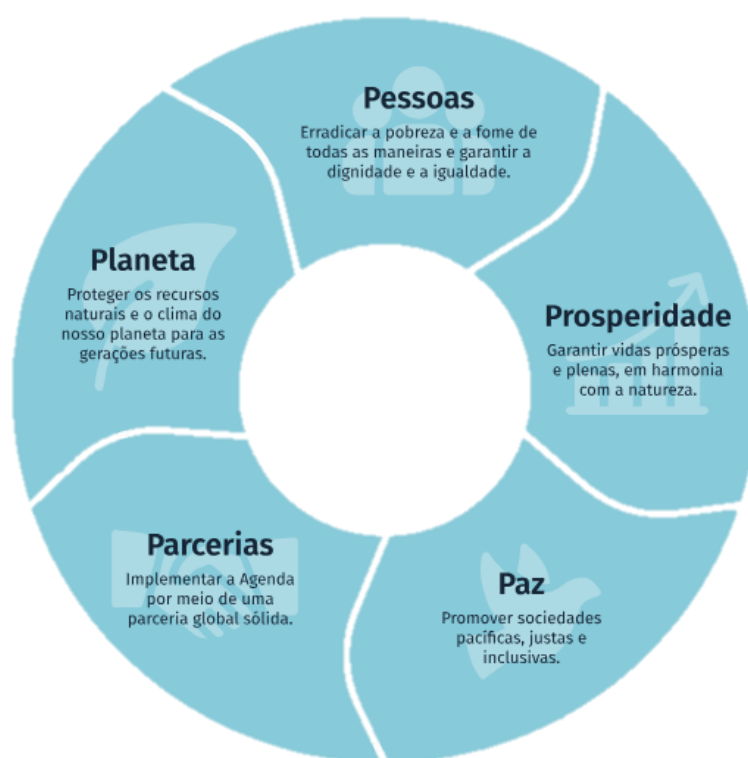 Pessoas
Erradicar a pobreza e a fome de
todas as maneiras e garantir a
dignidade e a igualdade.
Prosperidade
Garantir vidas prósperas
e plenas, em harmonia
com a natureza.
Paz
Promover sociedades
pacíficas, justas e
inclusivas.
Parcerias
Implementar a Agenda
por meio de uma
parceria global sólida.
Planeta
Proteger os recursos
naturais e o clima do
nosso planeta para as
gerações futuras.